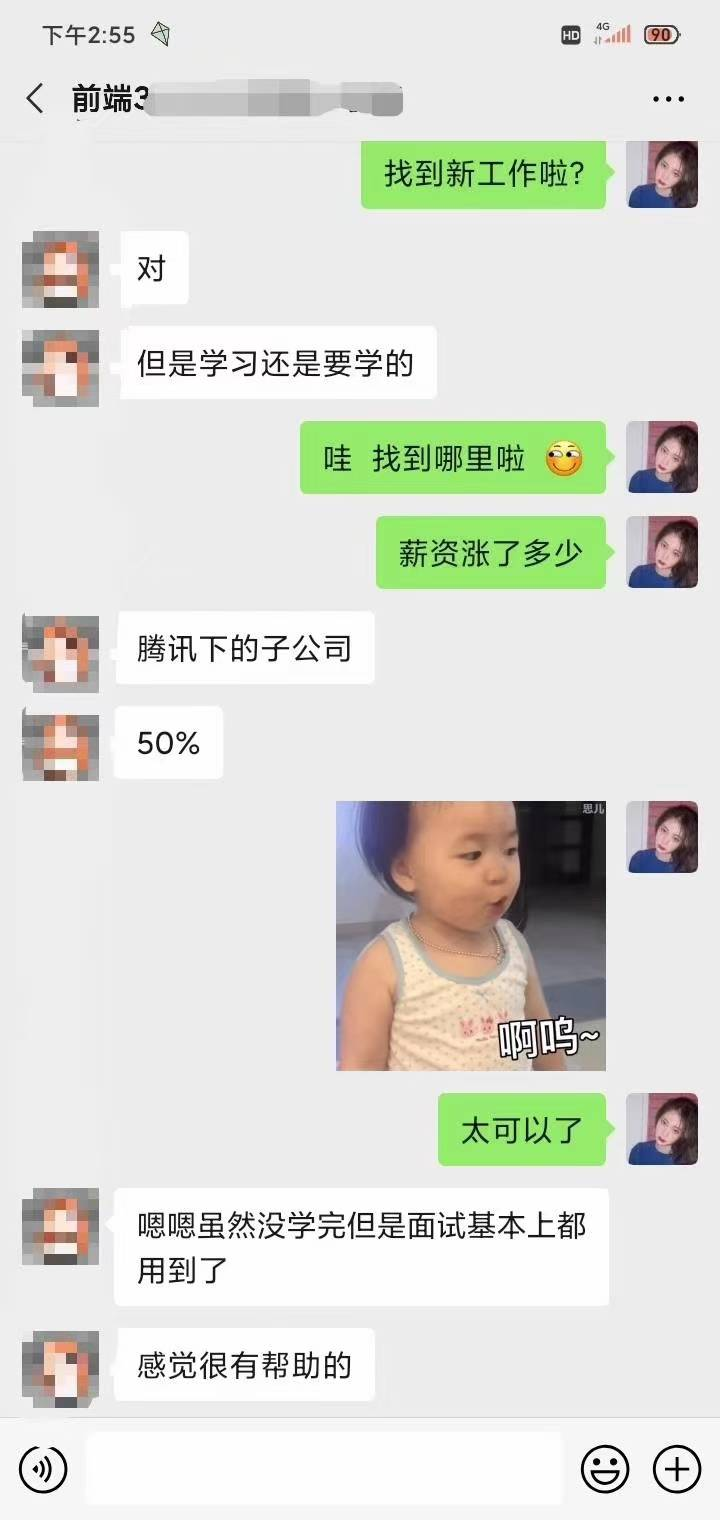 下午2:55
HD
4G
90
前端3
找到新工作啦?
对
但是学习还是要学的
哇 找到哪里啦
薪资涨了多少
腾讯下的子公司
50%
思儿
啊呜~
太可以了
嗯嗯虽然没学完但是面试基本上都
用到了
感觉很有帮助的